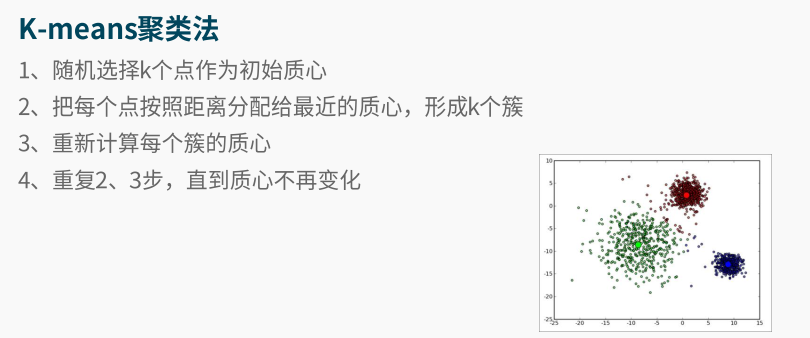 K-means聚类法
1、随机选择k个点作为初始质心
2、把每个点按照距离分配给最近的质心，形成k个簇
3、重新计算每个簇的质心
4、重复2、3步，直到质心不再变化
10
5
0
-5
-10
-15
-20
-25
-25 -20 -15 -10 -5 0 5 10 15